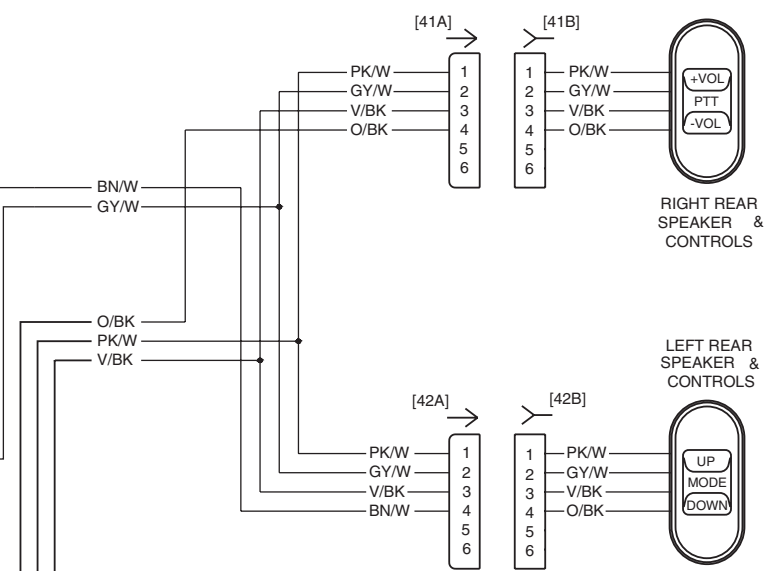 [41A] [41B]
PK/W 1 1 PK/W +VOL
GY/W 2 2 GY/W PTT
V/BK 3 3 V/BK -VOL
O/BK 4 4 O/BK
5 5
6 6
BN/W
GY/W
RIGHT REAR
SPEAKER &
CONTROLS
O/BK
PK/W
V/BK
LEFT REAR
SPEAKER &
CONTROLS
[42A] [42B]
PK/W 1 1 PK/W UP
GY/W 2 2 GY/W MODE
V/BK 3 3 V/BK DOWN
BN/W 4 4 O/BK
5 5
6 6